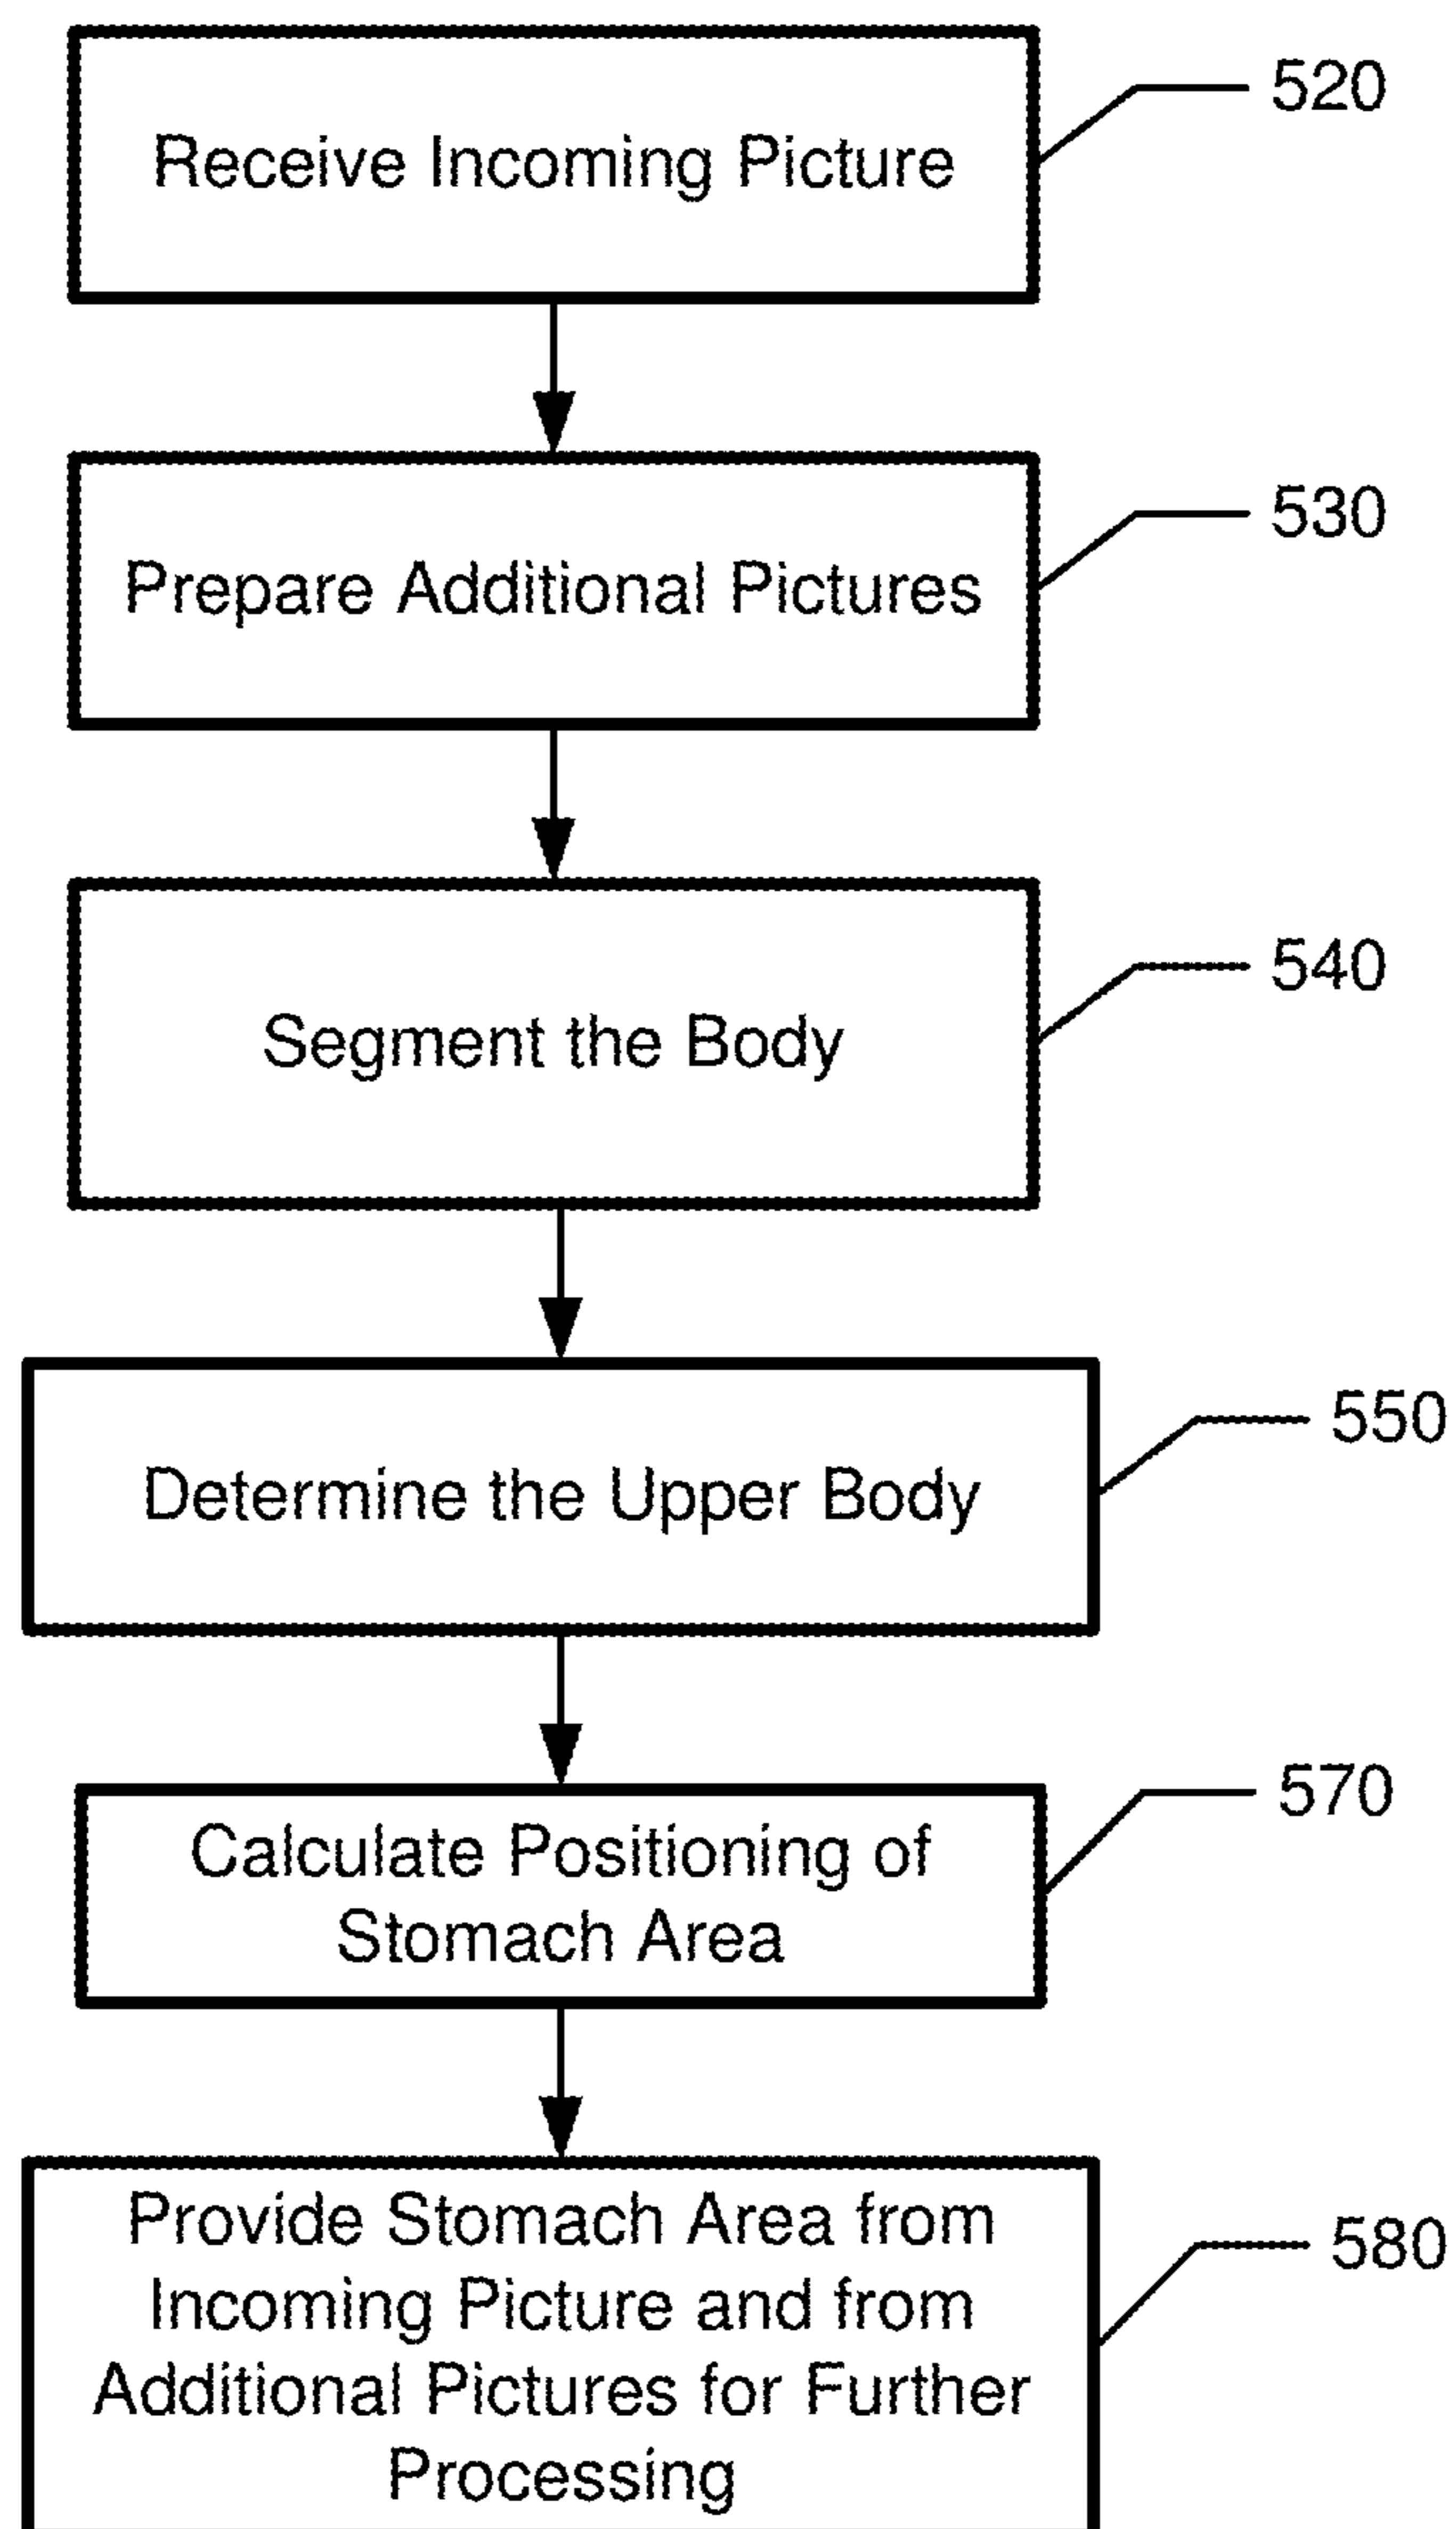 520
Receive Incoming Picture
530
Prepare Additional Pictures
540
Segment the Body
550
Determine the Upper Body
570
Calculate Positioning of
Stomach Area
580
Provide Stomach Area from
Incoming Picture and from
Additional Pictures for Further
Processing